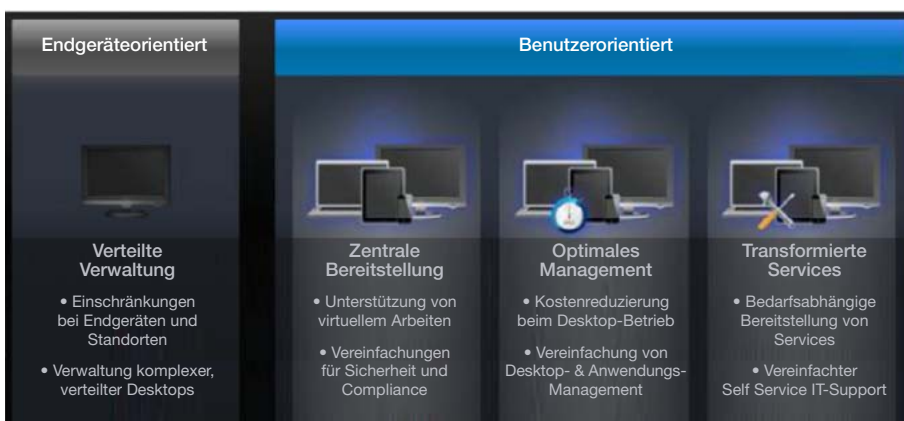 Endgeräteorientiert
Benutzerorientiert
Verteilte
Verwaltung
• Einschränkungen
bei Endgeräten und
Standorten
• Verwaltung komplexer,
verteilter Desktops
Zentrale
Bereitstellung
• Unterstützung von
virtuellem Arbeiten
• Vereinfachungen
für Sicherheit und
Compliance
Optimales
Management
• Kostenreduzierung
beim Desktop-Betrieb
• Vereinfachung von
Desktop- & Anwendungs-
Management
Transformierte
Services
• Bedarfsabhängige
Bereitstellung von
Services
• Vereinfachter
Self Service IT-Support